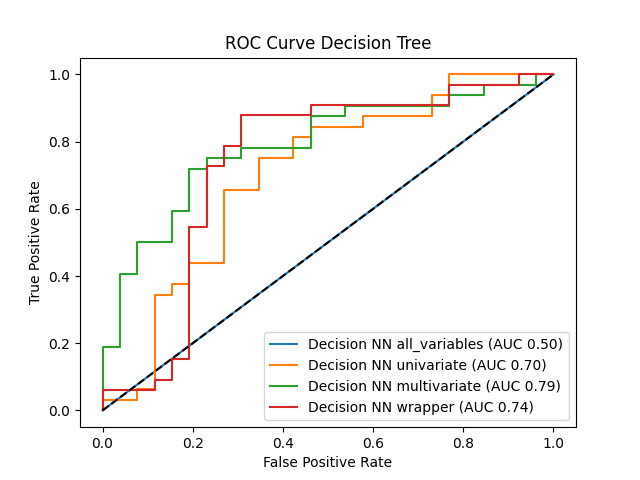 ROC Curve Decision Tree
True Positive Rate
1.0
0.8
0.6
0.4
0.2
0.0
Decision NN all_variables (AUC 0.50)
Decision NN univariate (AUC 0.70)
Decision NN multivariate (AUC 0.79)
Decision NN wrapper (AUC 0.74)
0.0 0.2 0.4 0.6 0.8 1.0
False Positive Rate